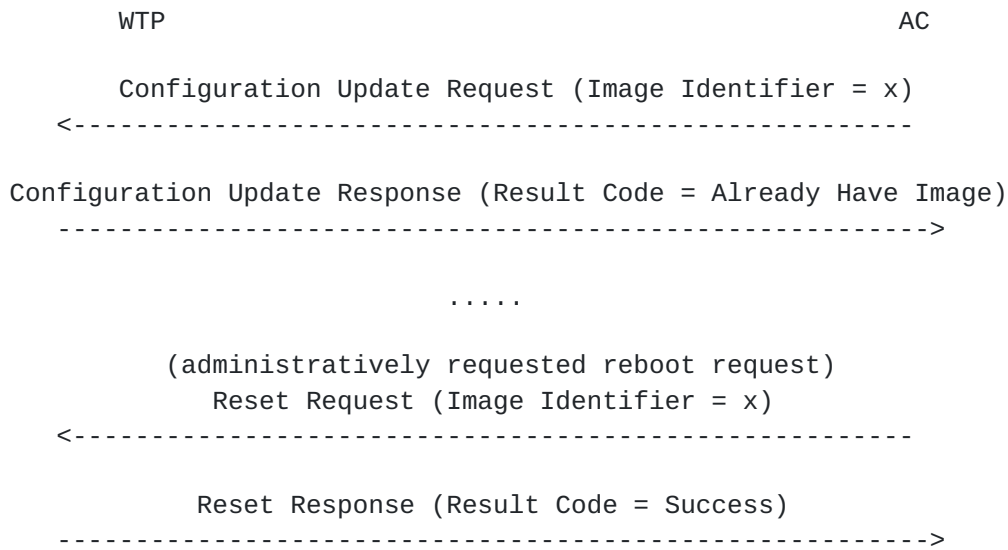 WTP                                               AC
Configuration Update Request (Image Identifier = x)
<------------------------------------------------------
Configuration Update Response (Result Code = Already Have Image)
-------------------------------------------------------->
.....
(administratively requested reboot request)
Reset Request (Image Identifier = x)
<------------------------------------------------------
Reset Response (Result Code = Success)
-------------------------------------------------------->